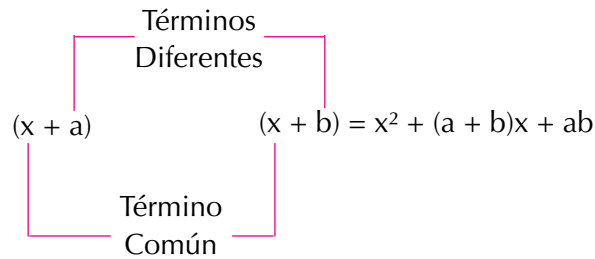 Términos
Diferentes
(x + a) (x + b) = x² + (a + b)x + ab
Término
Común